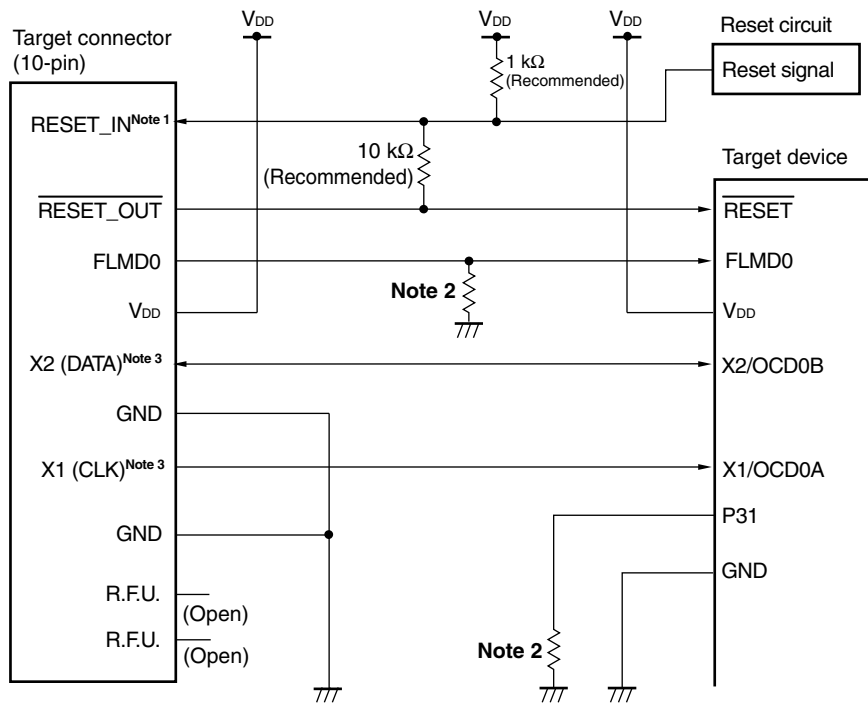 VDD VDD VDD
Target connector
(10-pin)
Reset circuit
Reset signal
1 kΩ
(Recommended)
RESET_INNote 1
10 kΩ
(Recommended)
Target device
RESET_OUT
RESET
FLMD0
FLMD0
Note 2
VDD
VDD
X2 (DATA)Note 3
X2/OCD0B
GND
X1 (CLK)Note 3
X1/OCD0A
P31
GND
GND
R.F.U.
(Open)
R.F.U.
(Open)
Note 2